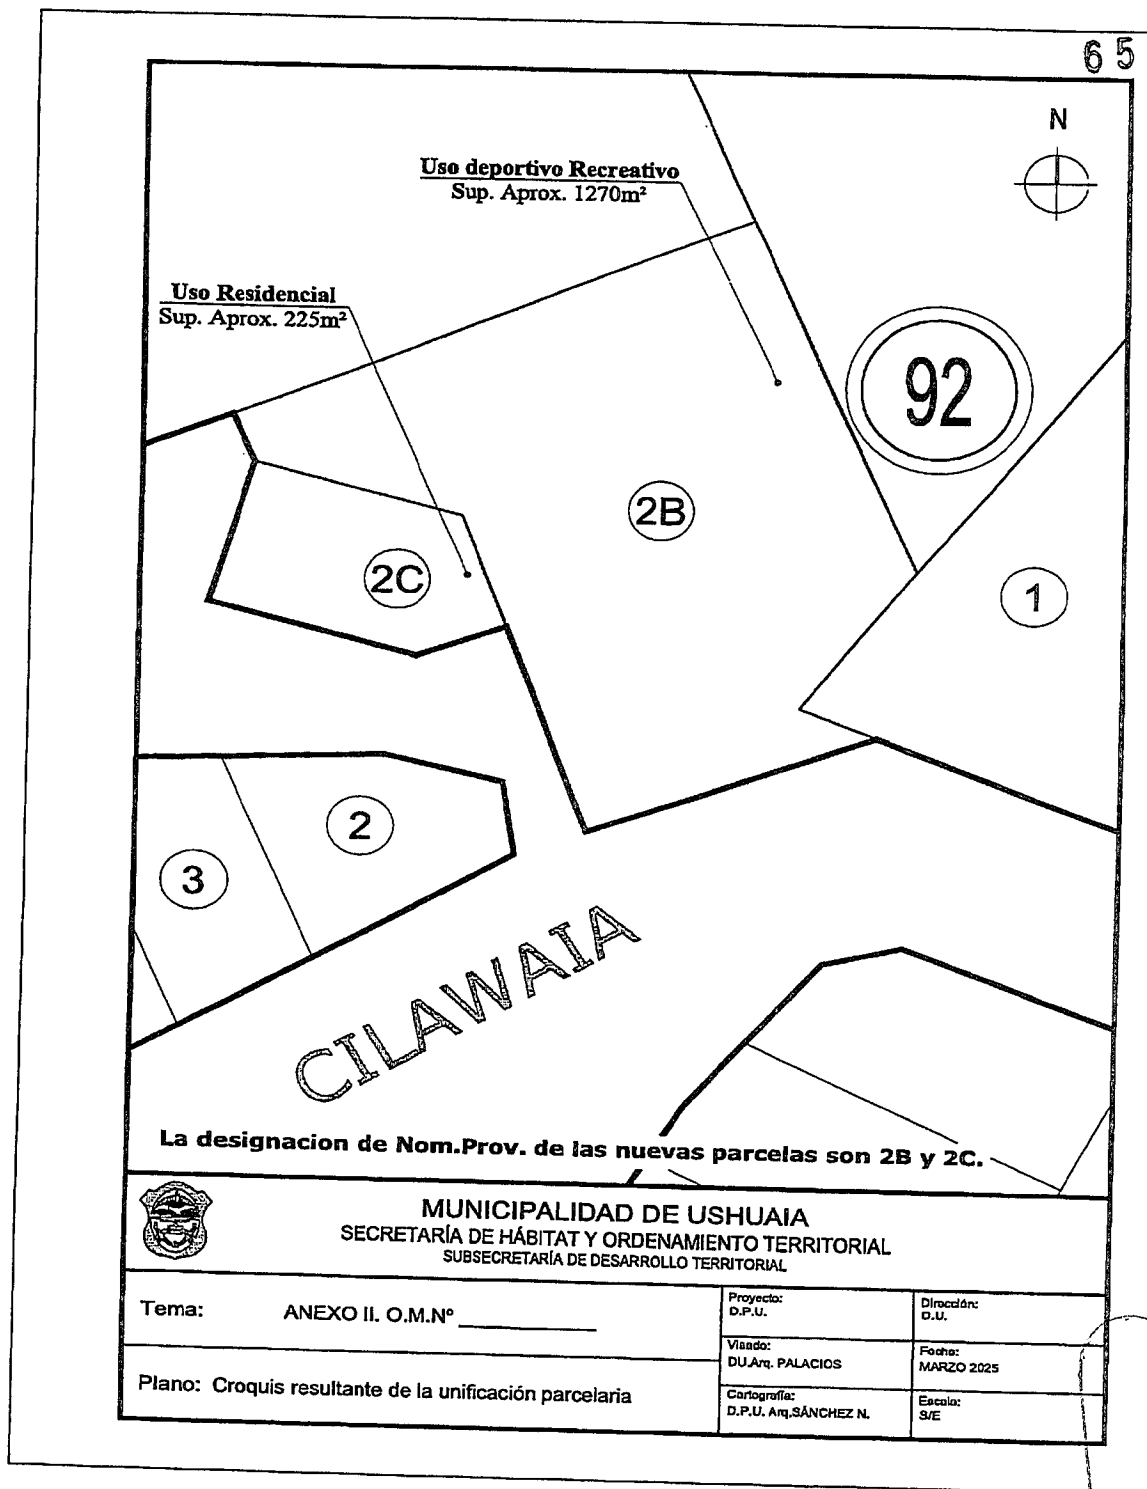 65
N
Uso deportivo Recreativo
Sup. Aprox. 1270m²
Uso Residencial
Sup. Aprox. 225m²
92
2B
2C
1
2
3
CILAWAIA
La designacion de Nom.Prov. de las nuevas parcelas son 2B y 2C.
MUNICIPALIDAD DE USHUAIA
SECRETARÍA DE HÁBITAT Y ORDENAMIENTO TERRITORIAL
SUBSECRETARÍA DE DESARROLLO TERRITORIAL
Tema: ANEXO II. O.M.Nº
Plano: Croquis resultante de la unificación parcelaria
Proyecto:
D.P.U.
Dirección:
D.U.
Visado:
DU.Arq. PALACIOS
Fecha:
MARZO 2025
Cartografía:
D.P.U. Arq.SÁNCHEZ N.
Escala:
S/E